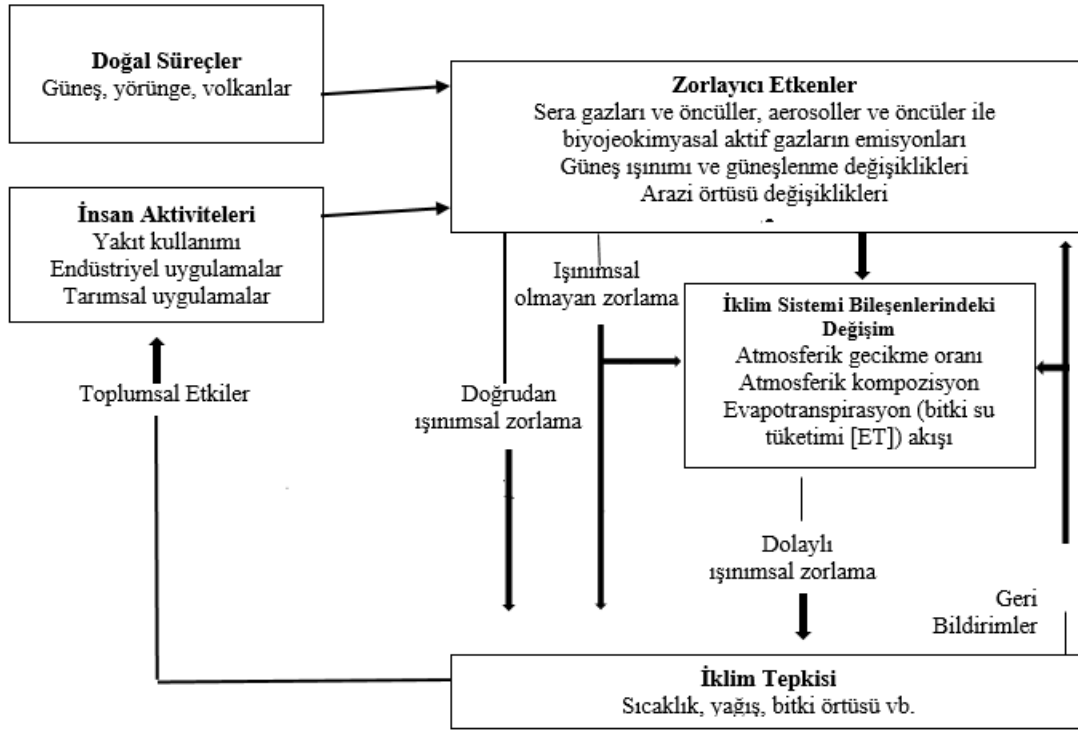 Doğal Süreçler
Güneş, yörünge, volkanlar
Zorlayıcı Etkenler
Sera gazları ve öncüller, aerosoller ve öncüler ile
biyojeokimyasal aktif gazların emisyonları
Güneş ışınımı ve güneşlenme değişiklikleri
Arazi örtüsü değişiklikleri
İnsan Aktiviteleri
Yakıt kullanımı
Endüstriyel uygulamalar
Tarımsal uygulamalar
Işınımsal
olmayan zorlama
İklim Sistemi Bileşenlerindeki
Değişim
Atmosferik gecikme oranı
Atmosferik kompozisyon
Evapotranspirasyon (bitki su
tüketimi [ET]) akışı
Toplumsal Etkiler
Doğrudan
ışınımsal zorlama
Dolaylı
ışınımsal zorlama
Geri
Bildirimler
İklim Tepkisi
Sıcaklık, yağış, bitki örtüsü vb.